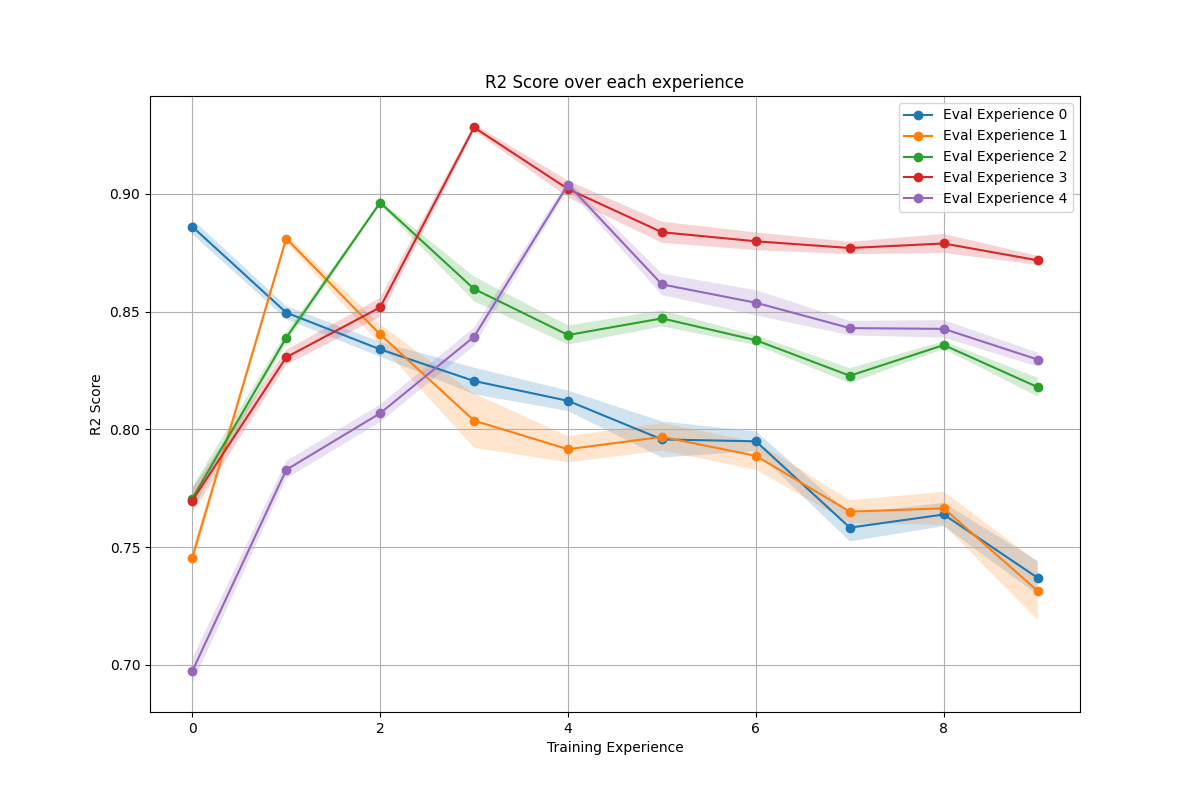 R2 Score over each experience
Eval Experience 0
Eval Experience 1
Eval Experience 2
Eval Experience 3
Eval Experience 4
0.90
0.85
0.80
0.75
0.70
R2 Score
0 2 4 6 8
Training Experience